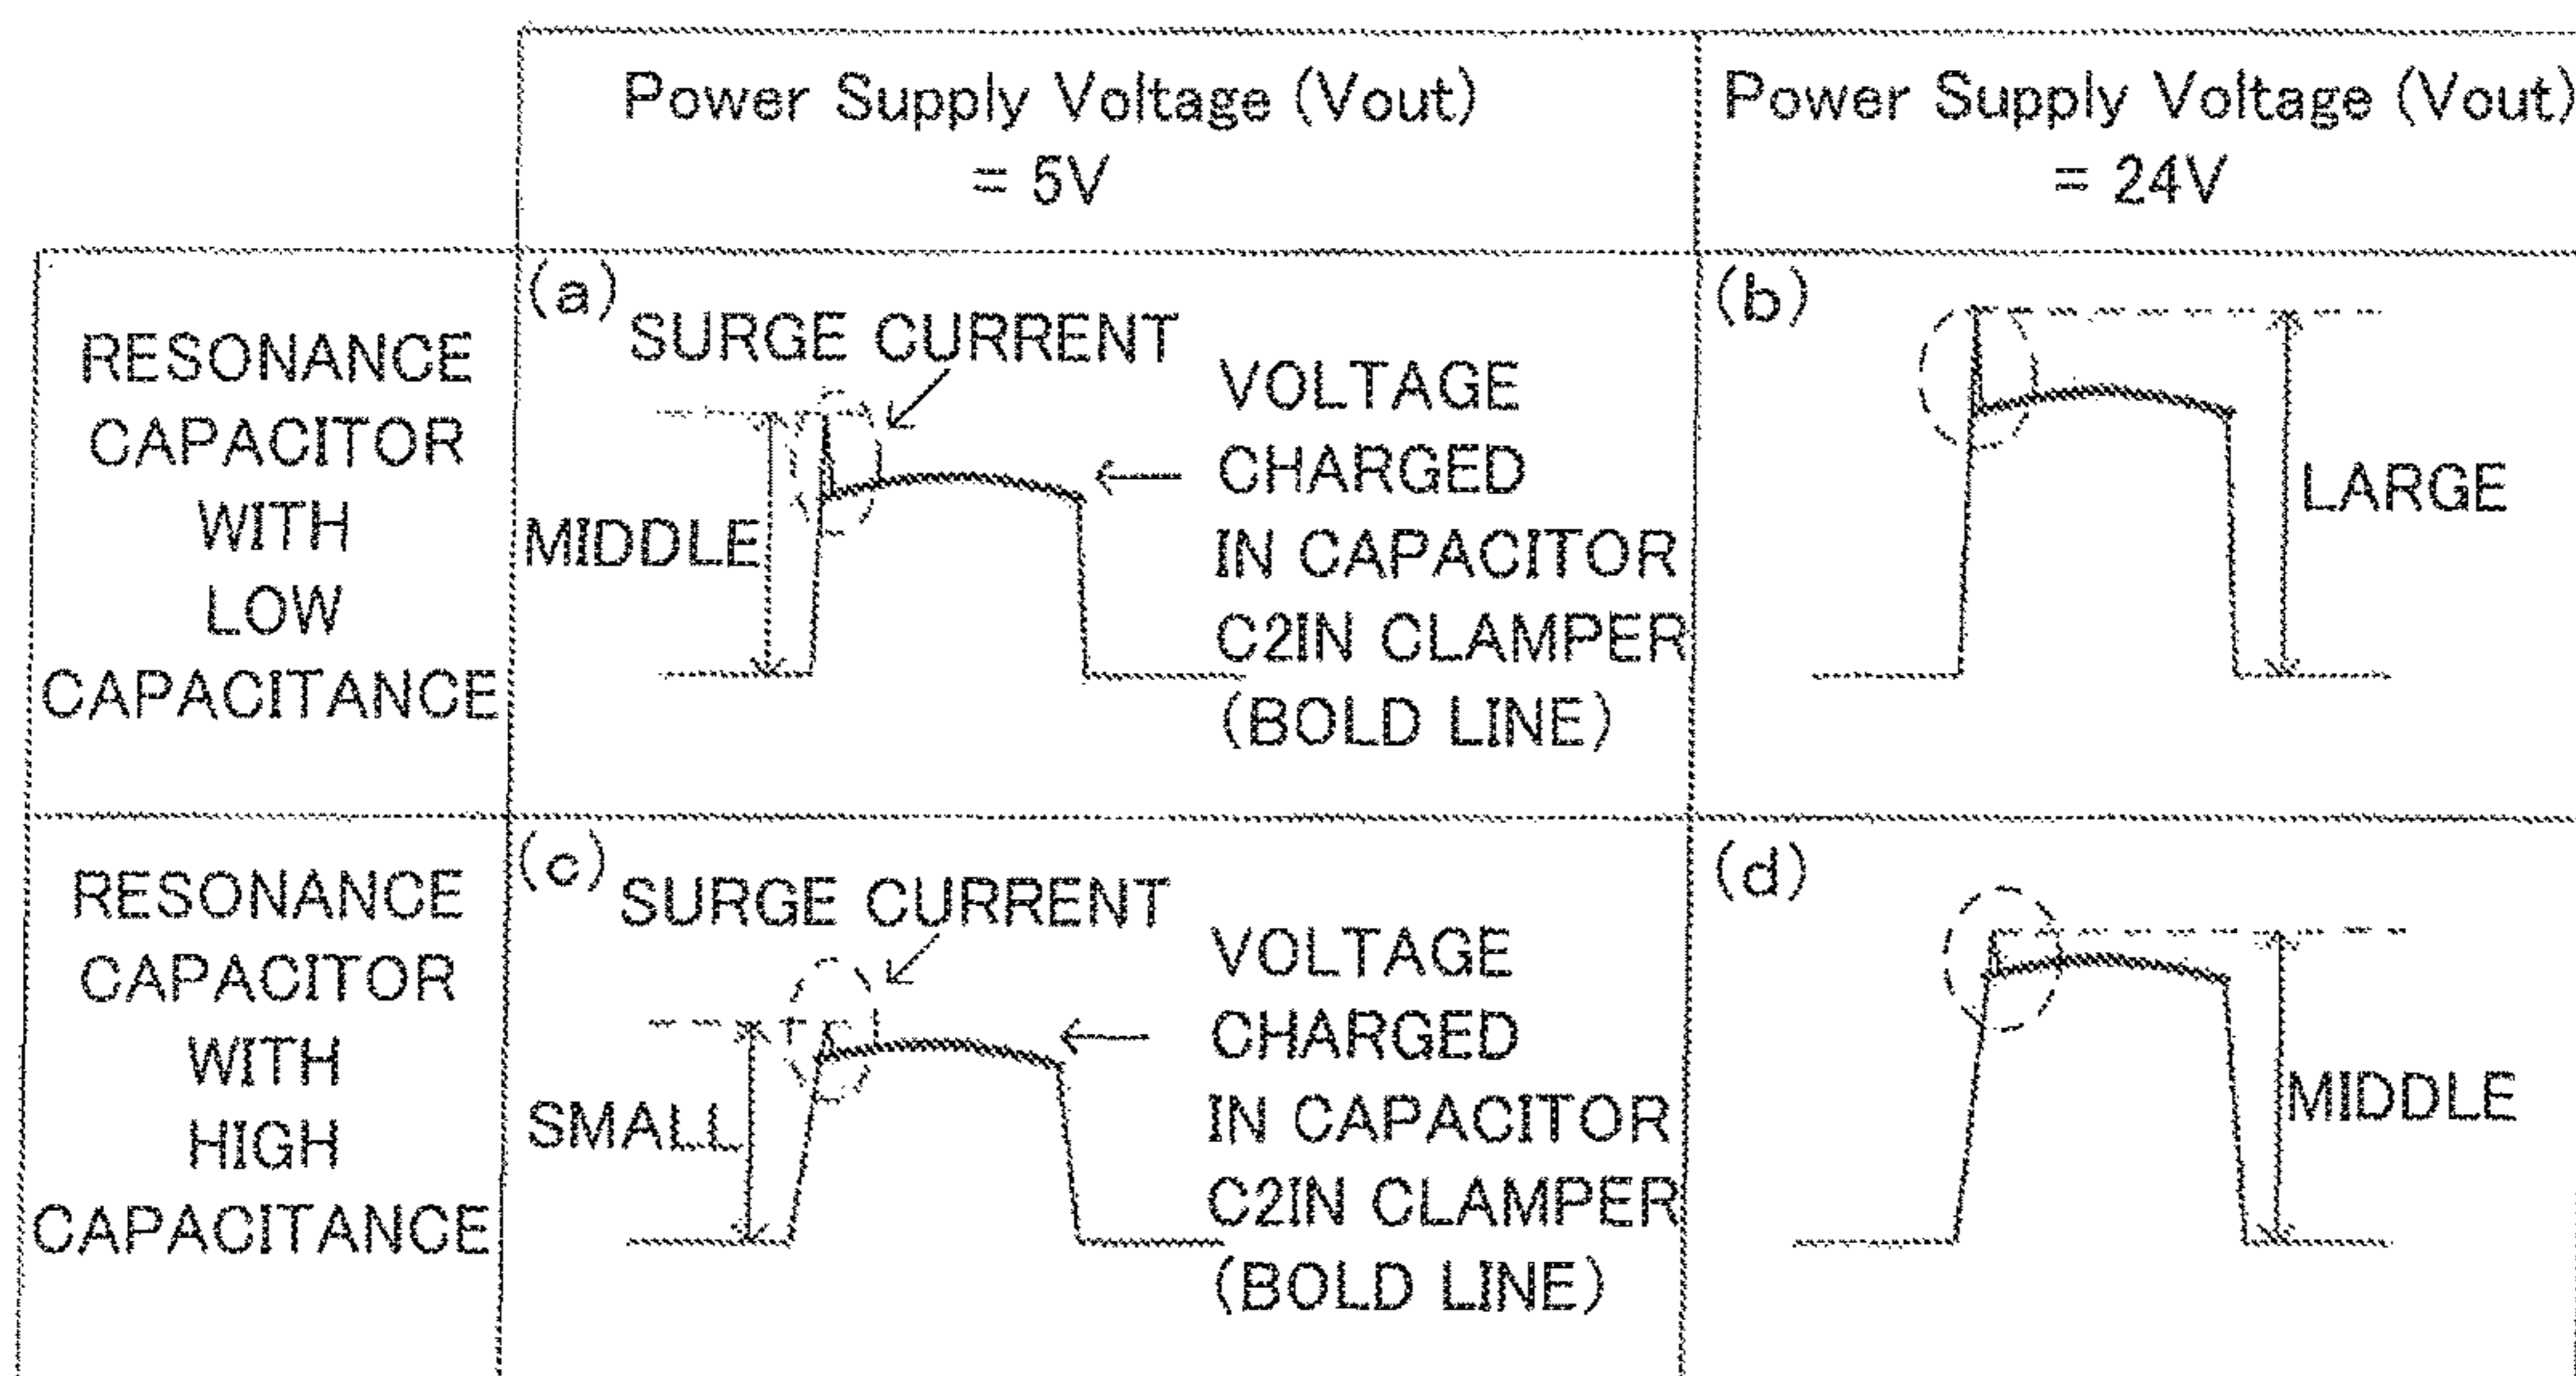 Power Supply Voltage (Vout)
= 5V
Power Supply Voltage (Vout)
= 24V
RESONANCE
CAPACITOR
WITH
LOW
CAPACITANCE
(a)
SURGE CURRENT
MIDDLE
VOLTAGE
CHARGED
IN CAPACITOR
C2IN CLAMPER
(BOLD LINE)
(b)
LARGE
RESONANCE
CAPACITOR
WITH
HIGH
CAPACITANCE
(c)
SURGE CURRENT
SMALL
VOLTAGE
CHARGED
IN CAPACITOR
C2IN CLAMPER
(BOLD LINE)
(d)
MIDDLE